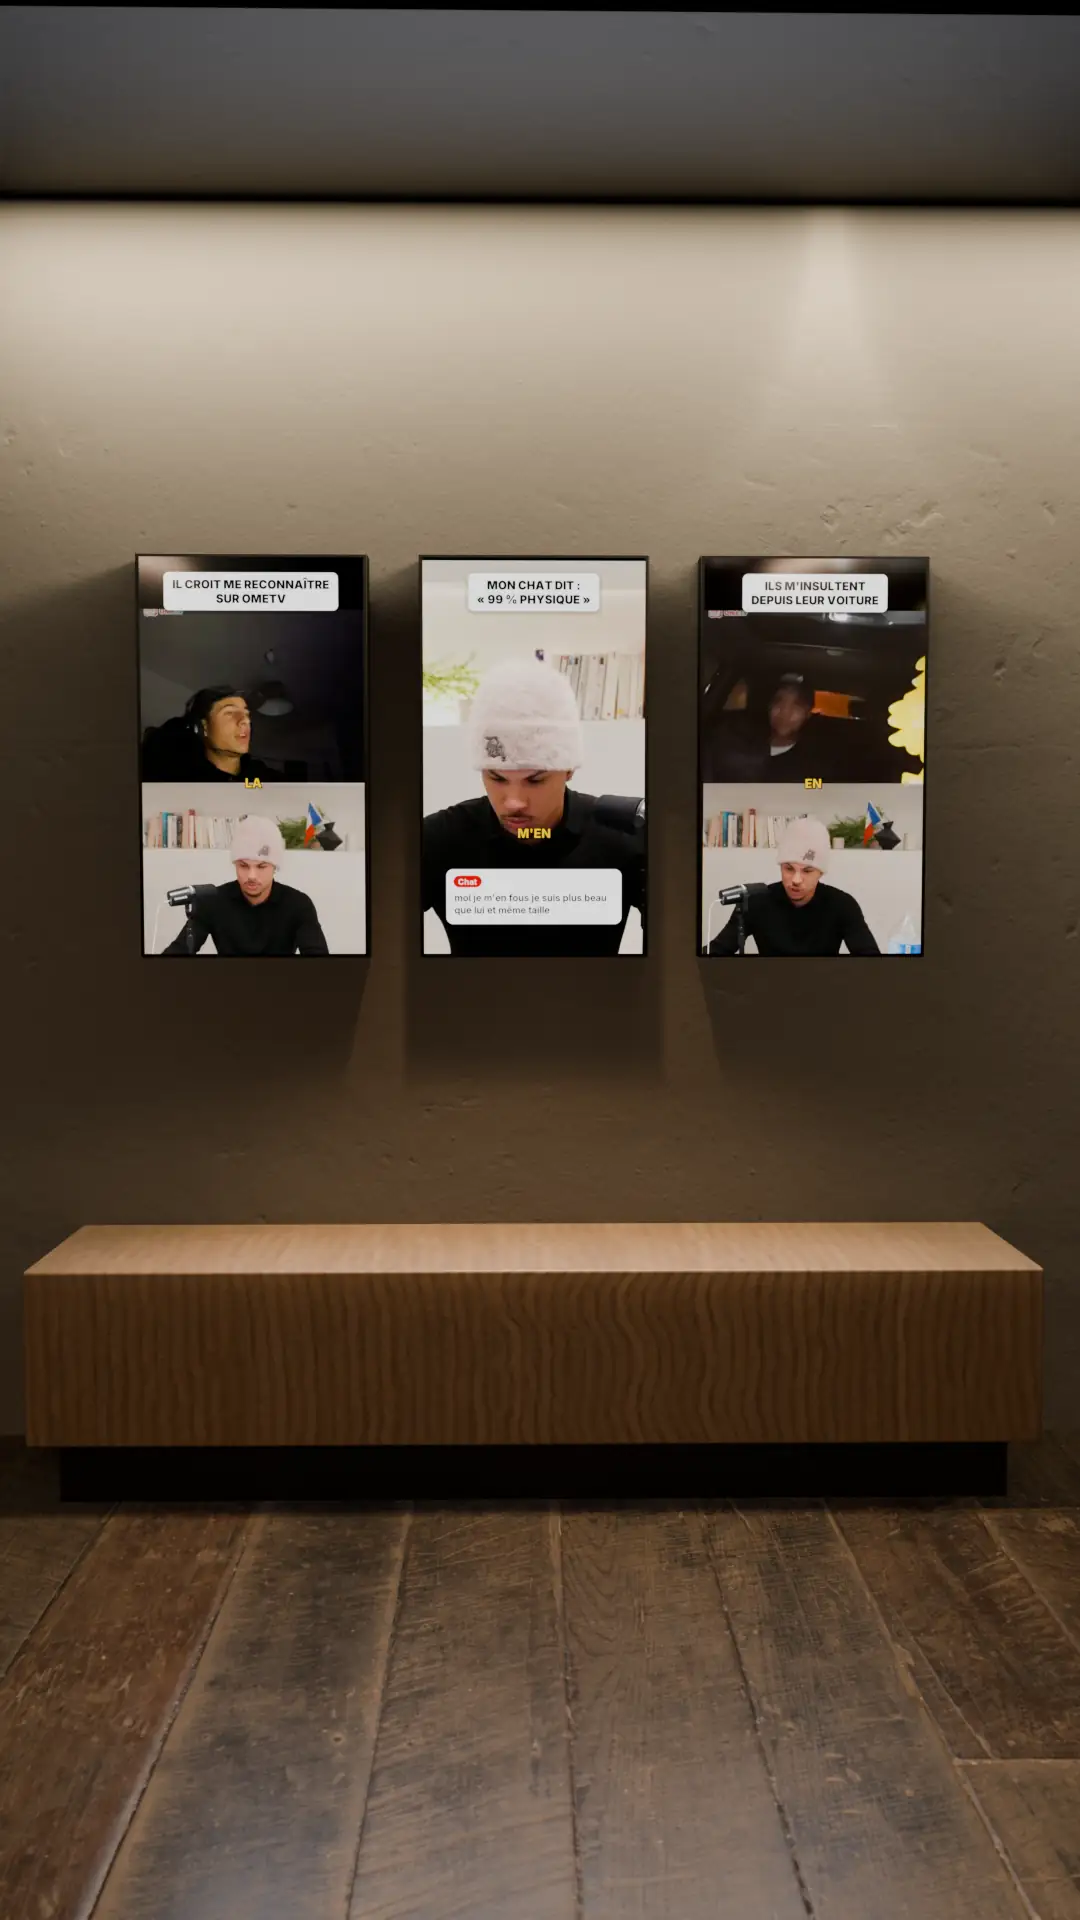 IL CROIT ME RECONNAÎTRE
SUR OMETV
LA
MON CHAT DIT :
« 99 % PHYSIQUE »
M'EN
Chat
moi je m'en fous je suis plus beau
que lui et même taille
ILS M'INSULTENT
DEPUIS LEUR VOITURE
EN